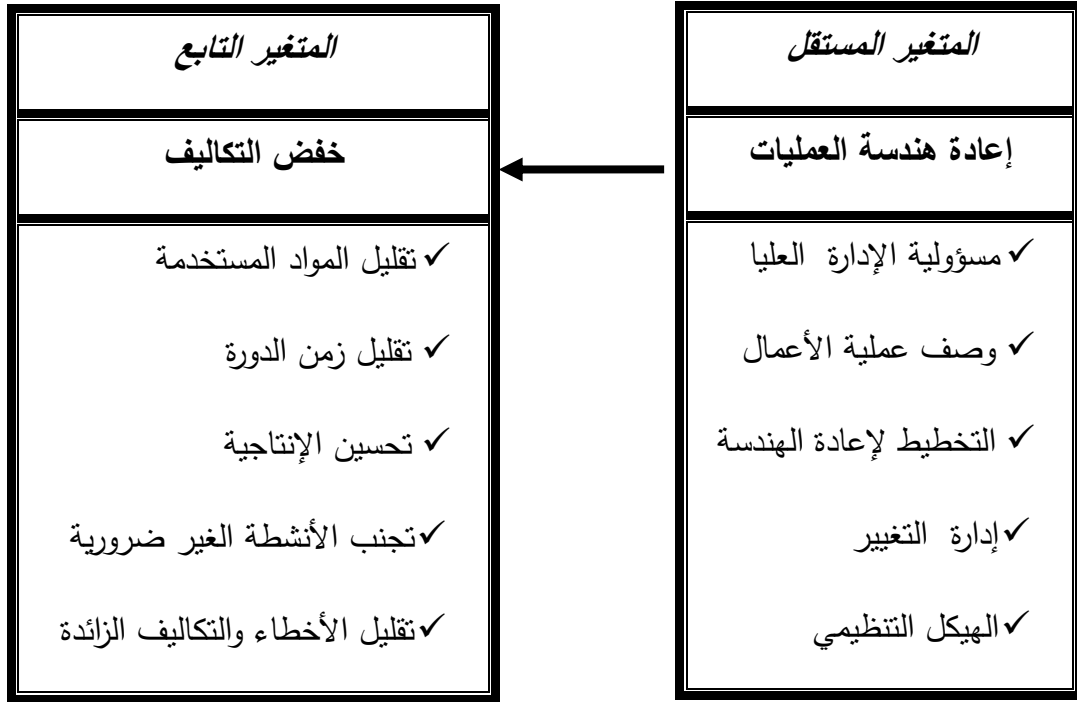 المتغير المستقل
إعادة هندسة العمليات
✓ مسؤولية الإدارة العليا
✓ وصف عملية الأعمال
✓ التخطيط لإعادة الهندسة
✓ إدارة التغيير
✓ الهيكل التنظيمي
المتغير التابع
خفض التكاليف
✓ تقليل المواد المستخدمة
✓ تقليل زمن الدورة
✓ تحسين الإنتاجية
✓ تجنب الأنشطة الغير ضرورية
✓ تقليل الأخطاء والتكاليف الزائدة